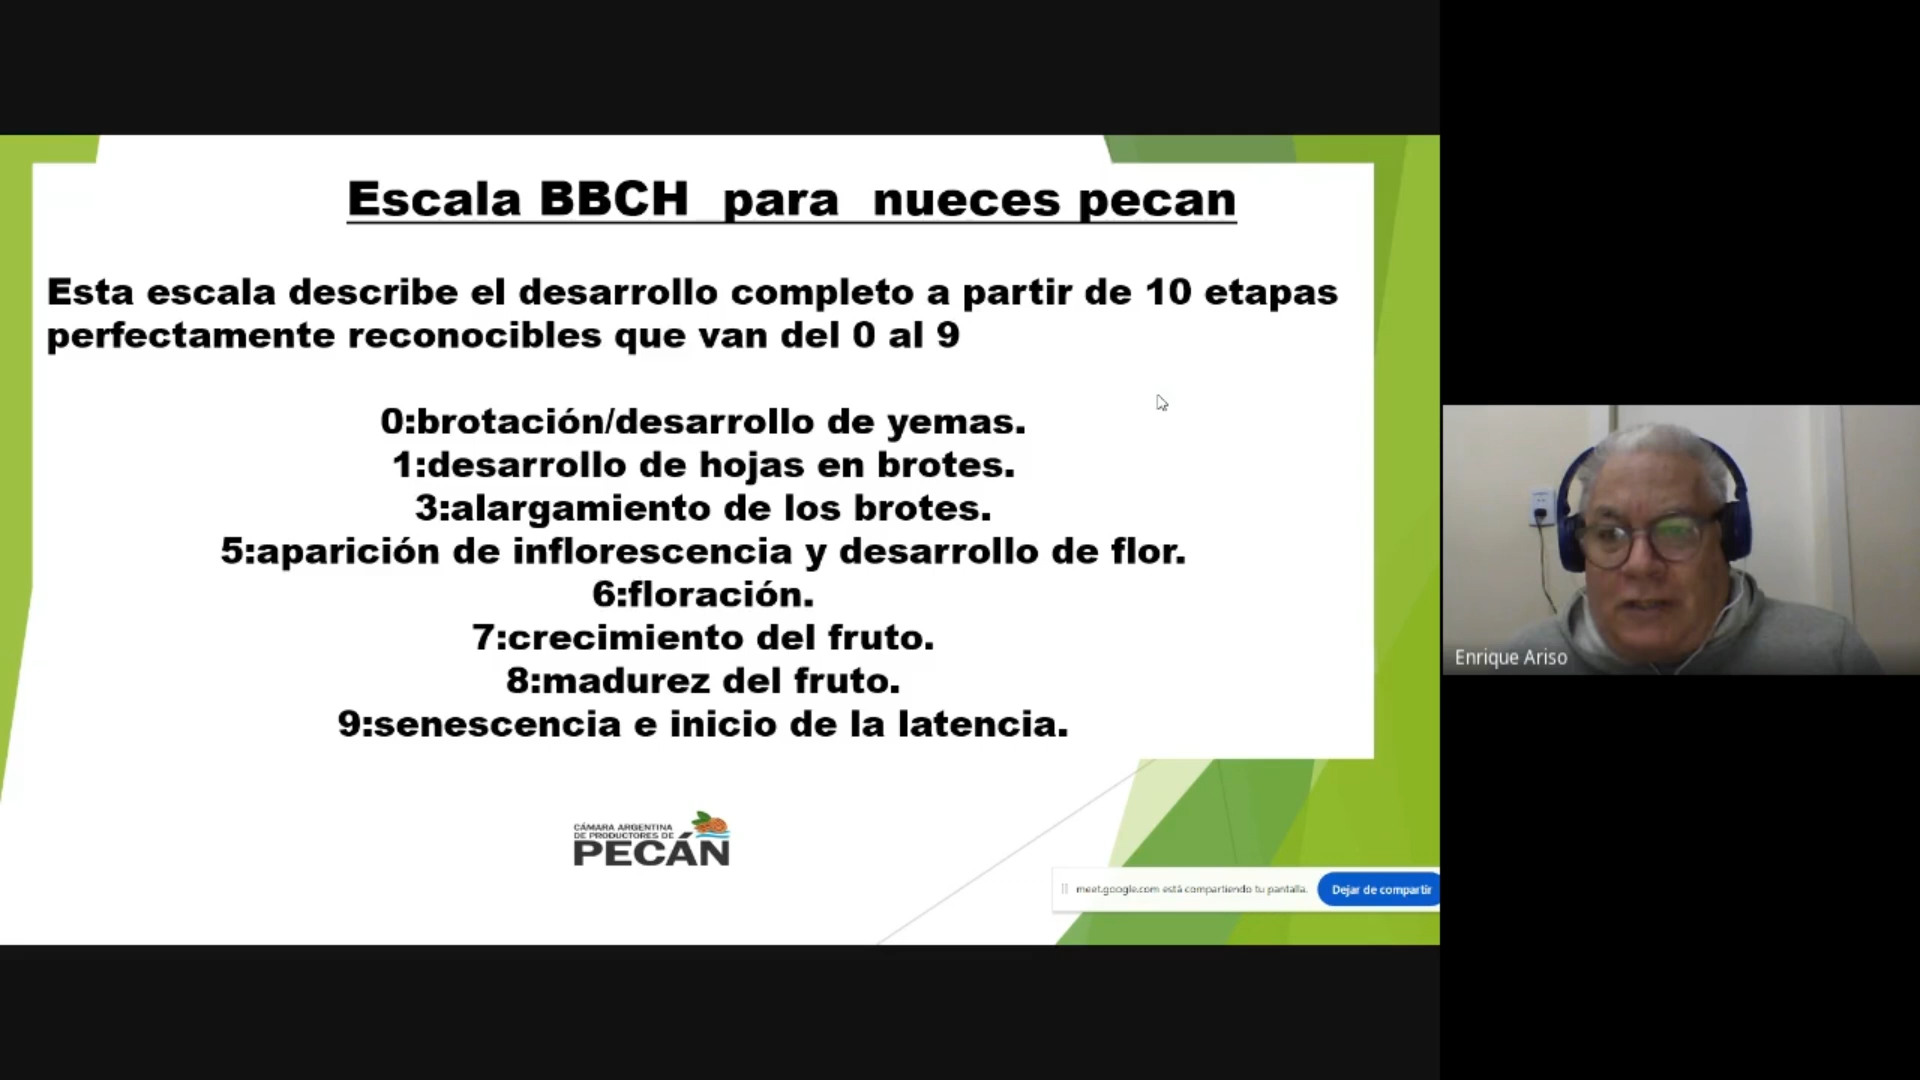 Escala BBCH para nueces pecan
Esta escala describe el desarrollo completo a partir de 10 etapas
perfectamente reconocibles que van del 0 al 9
0:brotación/desarrollo de yemas.
1:desarrollo de hojas en brotes.
3:alargamiento de los brotes.
5:aparición de inflorescencia y desarrollo de flor.
6:floración.
7:crecimiento del fruto.
8:madurez del fruto.
9:senescencia e inicio de la latencia.
CÁMARA ARGENTINA
DE PRODUCTORES DE
PECÁN
meet.google.com está compartiendo tu pantalla.
Dejar de compartir
Enrique Ariso